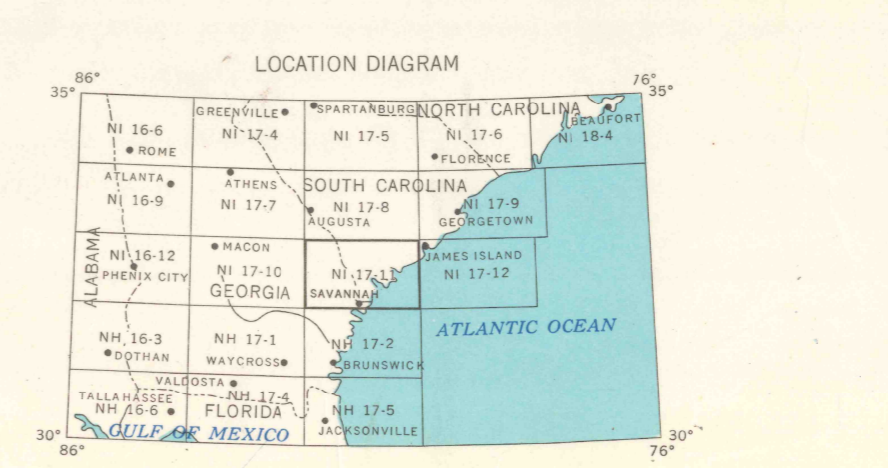 LOCATION DIAGRAM
86° 76°
35° 35°
GREENVILLE SPARTANBURG NORTH CAROLINA
BEAUFORT
NI 16-6 NI 17-4 NI 17-5 NI 17-6 NI 18-4
ROME FLORENCE
ATLANTA ATHENS SOUTH CAROLINA
NI 16-9 NI 17-7 NI 17-8 NI 17-9
AUGUSTA GEORGETOWN
ALABAMA
MACON
NI 16-12 JAMES ISLAND
PHENIX CITY NI 17-10 NI 17-11 NI 17-12
GEORGIA SAVANNAH
ATLANTIC OCEAN
NH 16-3 NH 17-1 NH 17-2
DOTHAN WAYCROSS BRUNSWICK
VALDOSTA
TALLAHASSEE NH 17-4
NH 16-6 FLORIDA NH 17-5
GULF OF MEXICO JACKSONVILLE
30° 30°
86° 76°